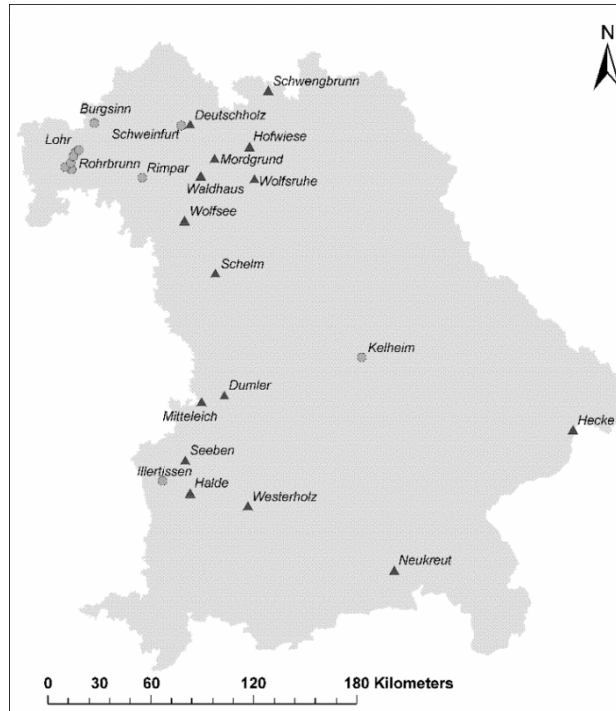 N
Schwengbrunn
Burgsinn
Deutschholz
Schweinfurt
Hofwiese
Lohr
Mordgrund
Rohrbrunn
Rimpar
Waldhaus
Wolfsruhe
Wolfsee
Schelm
Kelheim
Dumler
Mitteleich
Hecke
Seeben
Illertissen
Halde
Westerholz
Neukreut
0 30 60 120 180 Kilometers